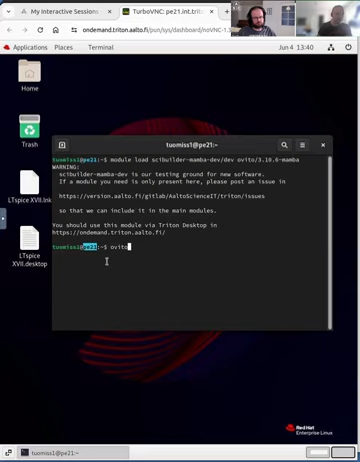 My Interactive Sessions
TurboVNC: pe21.int.trit
ondemand.triton.aalto.fi/pun/sys/dashboard/noVNC-1.
Applications Places Terminal Jun 4 13:40
Home
Trash
LTspice XVII.lnk
LTspice
XVII.desktop
tuomiss1@pe21:~
tuomiss1@pe21:~$ module load scibuilder-mamba-dev/dev ovito/3.10.6-mamba
WARNING:
scibuilder-mamba-dev is our testing ground for new software.
If a module you need is only present here, please post an issue in
https://version.aalto.fi/gitlab/AaltoScienceIT/triton/issues
so that we can include it in the main modules.
You should use this module via Triton Desktop in
https://ondemand.triton.aalto.fi/
tuomiss1@pe21:~$ ovito
Red Hat
Enterprise Linux
tuomiss1@pe21:~